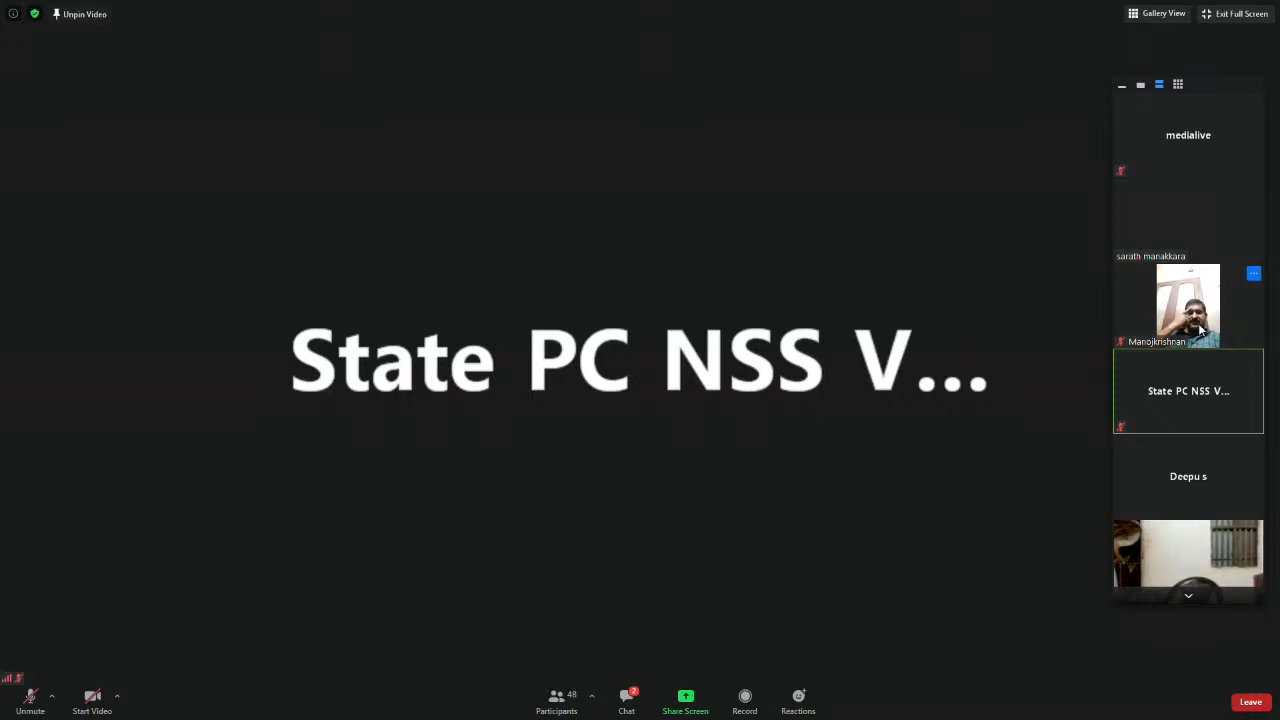 Unpin Video
Gallery View
Exit Full Screen
medialive
sarath manakkara
Manojkrishnan
State PC NSS V...
State PC NSS V...
Deepu s
Unmute
Start Video
48
Participants
2
Chat
Share Screen
Record
Reactions
Leave